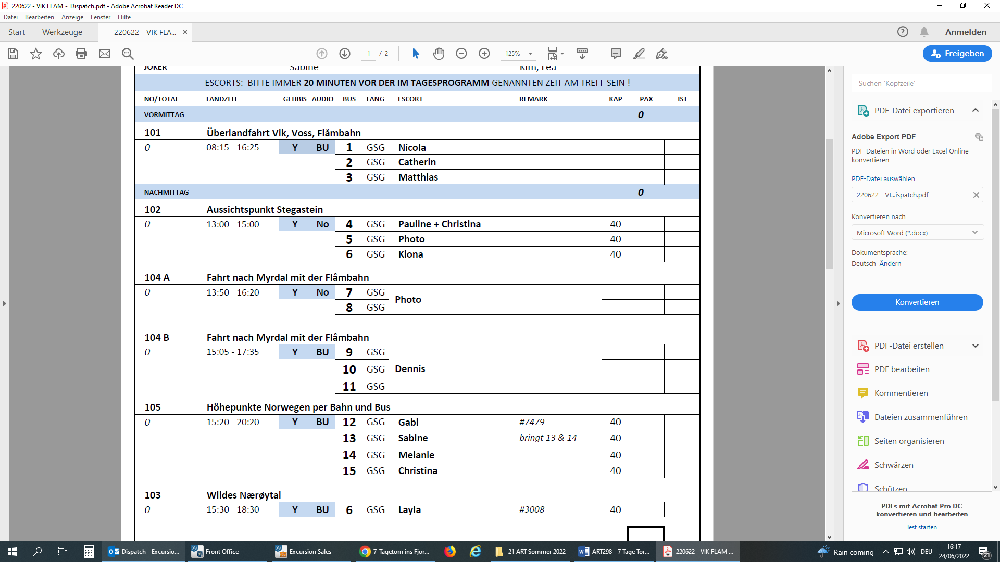 220622 - VIK FLAM ~ Dispatch.pdf - Adobe Acrobat Reader DC
Datei Bearbeiten Anzeige Fenster Hilfe
Start Werkzeuge 220622 - VIK FLA... × Anmelden
1 / 2 125% Freigeben
JOKER Sabine Kim, Lea
ESCORTS: BITTE IMMER 20 MINUTEN VOR DER IM TAGESPROGRAMM GENANNTEN ZEIT AM TREFF SEIN !
NO/TOTAL LANDZEIT GEHBIS AUDIO BUS LANG ESCORT REMARK KAP PAX IST
VORMITTAG 0
101 Überlandfahrt Vik, Voss, Flåmbahn
0 08:15 - 16:25 Y BU 1 GSG Nicola
2 GSG Catherin
3 GSG Matthias
NACHMITTAG 0
102 Aussichtspunkt Stegastein
0 13:00 - 15:00 Y No 4 GSG Pauline + Christina 40
5 GSG Photo 40
6 GSG Kiona 40
104 A Fahrt nach Myrdal mit der Flåmbahn
0 13:50 - 16:20 Y No 7 GSG Photo
8 GSG
104 B Fahrt nach Myrdal mit der Flåmbahn
0 15:05 - 17:35 Y BU 9 GSG
10 GSG Dennis
11 GSG
105 Höhepunkte Norwegen per Bahn und Bus
0 15:20 - 20:20 Y BU 12 GSG Gabi #7479 40
13 GSG Sabine bringt 13 & 14 40
14 GSG Melanie 40
15 GSG Christina 40
103 Wildes Nærøytal
0 15:30 - 18:30 Y BU 6 GSG Layla #3008 40
Suchen 'Kopfzeile'
PDF-Datei exportieren
Adobe Export PDF
PDF-Dateien in Word oder Excel Online
konvertieren
PDF-Datei auswählen
220622 - VI...ispatch.pdf
Konvertieren nach
Microsoft Word (*.docx)
Dokumentsprache:
Deutsch Ändern
Konvertieren
PDF-Datei erstellen
PDF bearbeiten
Kommentieren
Dateien zusammenführen
Seiten organisieren
Schwärzen
Schützen
PDFs mit Acrobat Pro DC
konvertieren und bearbeiten
Test starten
Dispatch - Excursio... Front Office Excursion Sales 7-Tagetörn ins Fjor... 21 ART Sommer 2022 ART298 - 7 Tage Tör... 220622 - VIK FLAM ... Rain coming DEU 16:17
24/06/2022 21